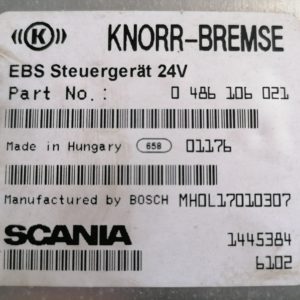 K KNORR-BREMSE
EBS Steuergerät 24V
Part No.: 0 486 106 021
Made in Hungary 658 01176
Manufactured by BOSCH MHOL17010307
SCANIA 1445384
6102